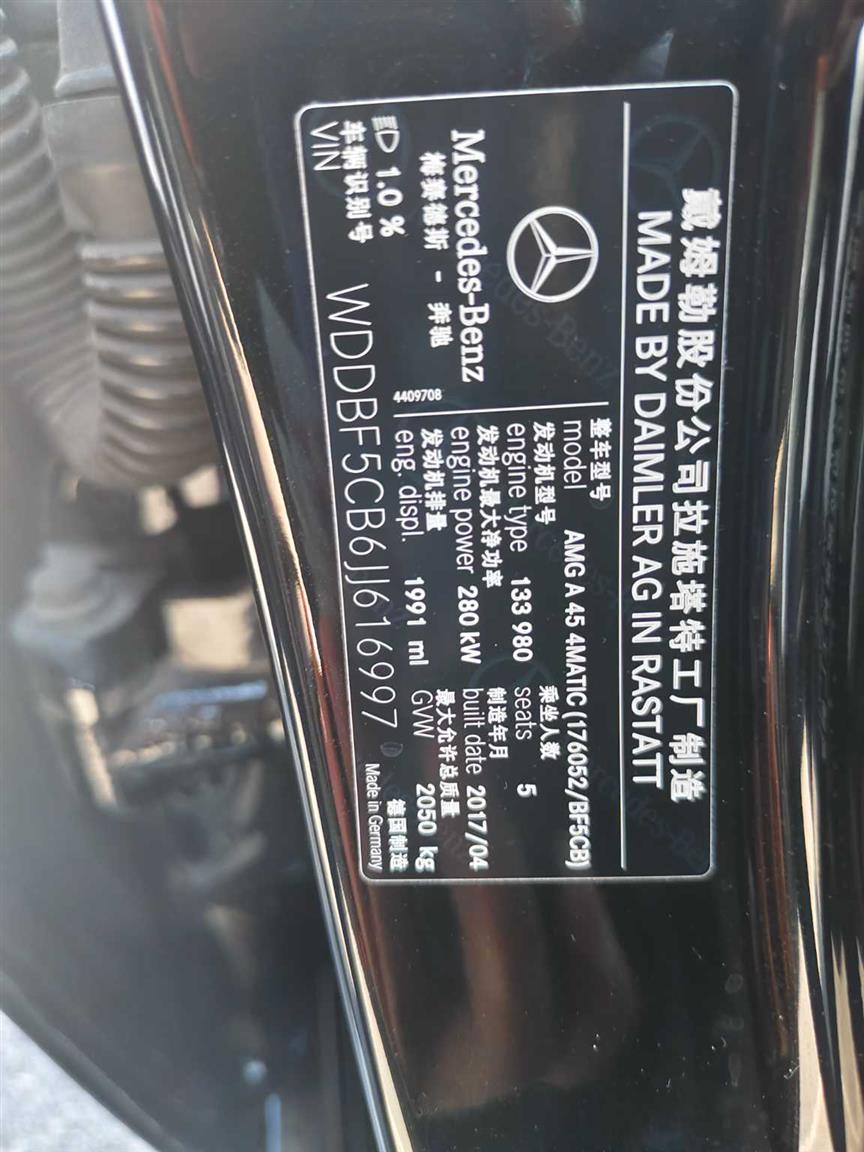 戴姆勒股份公司拉施塔特工厂制造
MADE BY DAIMLER AG IN RASTATT
Mercedes-Benz
梅赛德斯 - 奔驰
1.0 %
4409708
整车型号
model AMG A 45 4MATIC (176052/BF5CB)
发动机型号 乘坐人数
engine type 133 980 seats 5
发动机最大净功率 制造年月
engine power 280 kW built date 2017/04
发动机排量 最大允许总质量
eng. displ. 1991 ml GVW 2050 kg
车辆识别号
VIN WDDBF5CB6JJ616997
德国制造
Made in Germany